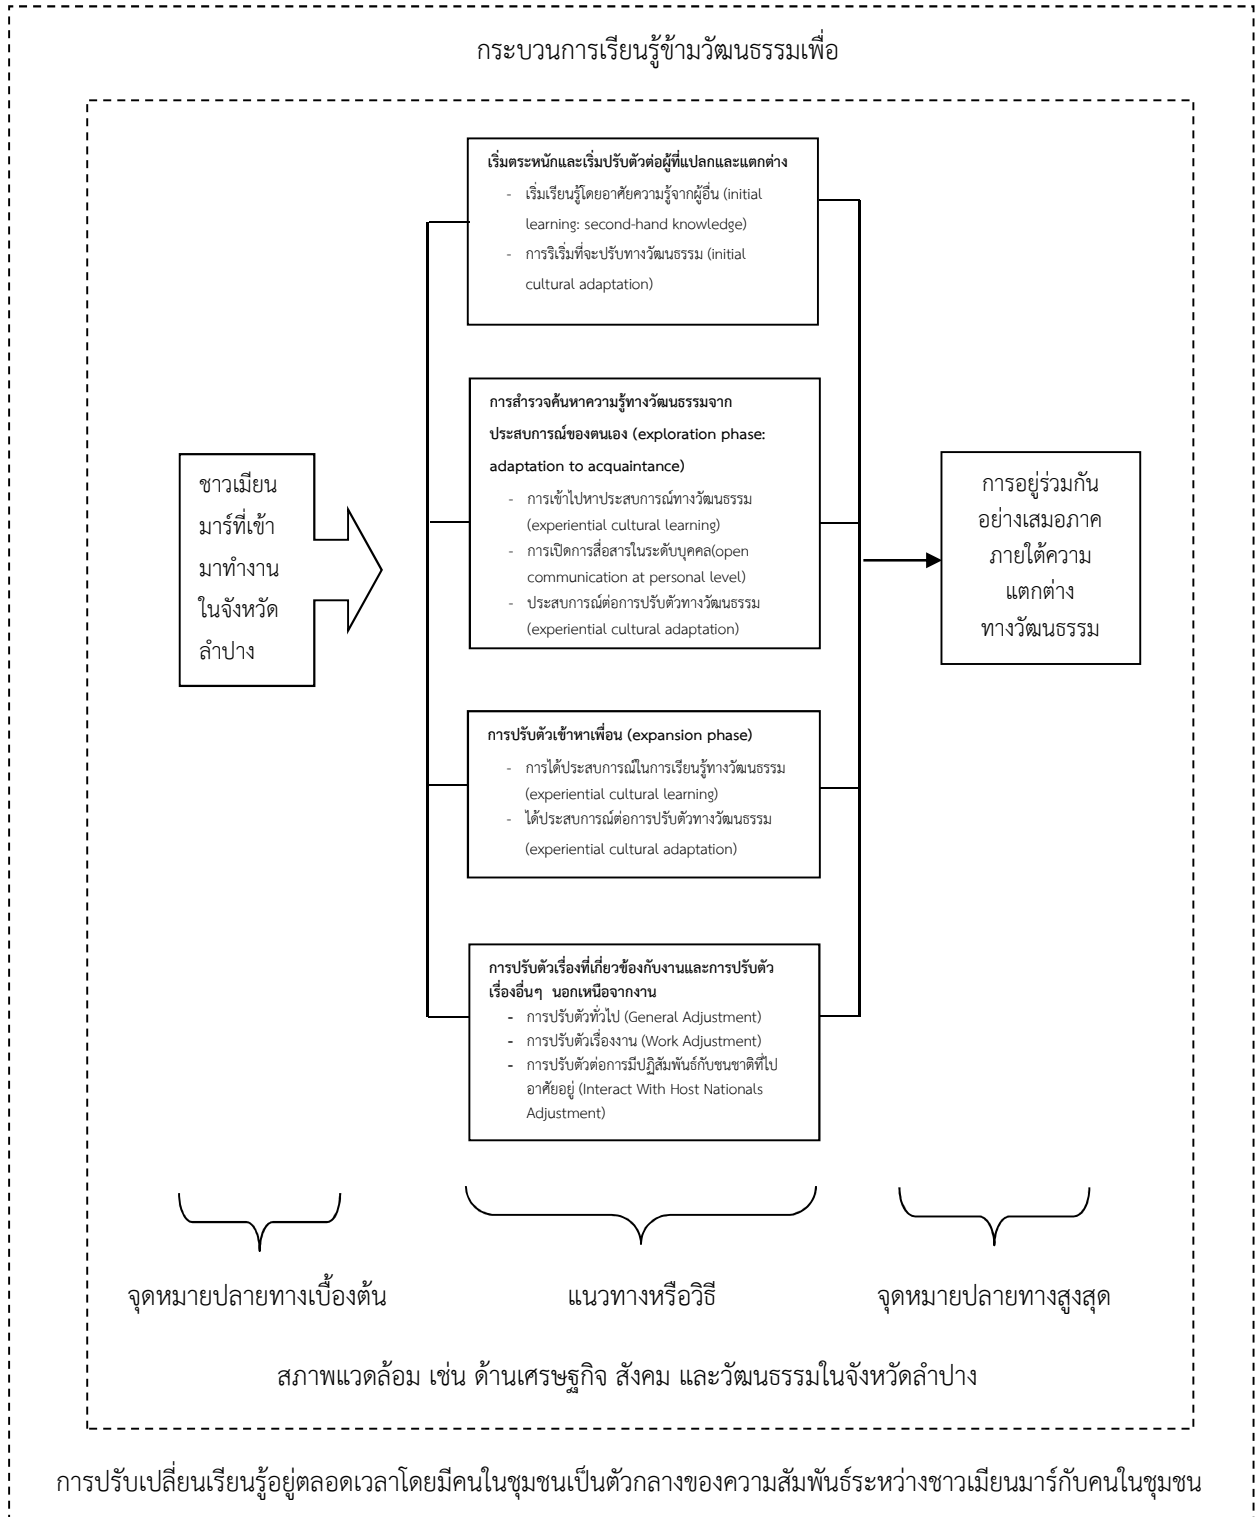 กระบวนการเรียนรู้ข้ามวัฒนธรรมเพื่อ
เริ่มตระหนักและเริ่มปรับตัวต่อผู้ที่แปลกและแตกต่าง
- เริ่มเรียนรู้โดยอาศัยความรู้จากผู้อื่น (initial
learning: second-hand knowledge)
- การริเริ่มที่จะปรับทางวัฒนธรรม (initial
cultural adaptation)
การสำรวจค้นหาความรู้ทางวัฒนธรรมจาก
ประสบการณ์ของตนเอง (exploration phase:
adaptation to acquaintance)
- การเข้าไปหาประสบการณ์ทางวัฒนธรรม
(experiential cultural learning)
- การเปิดการสื่อสารในระดับบุคคล(open
communication at personal level)
- ประสบการณ์ต่อการปรับตัวทางวัฒนธรรม
(experiential cultural adaptation)
ชาวเมียน
มาร์ที่เข้า
มาทำงาน
ในจังหวัด
ลำปาง
การอยู่ร่วมกัน
อย่างเสมอภาค
ภายใต้ความ
แตกต่าง
ทางวัฒนธรรม
การปรับตัวเข้าหาเพื่อน (expansion phase)
- การได้ประสบการณ์ในการเรียนรู้ทางวัฒนธรรม
(experiential cultural learning)
- ได้ประสบการณ์ต่อการปรับตัวทางวัฒนธรรม
(experiential cultural adaptation)
การปรับตัวเรื่องที่เกี่ยวข้องกับงานและการปรับตัว
เรื่องอื่นๆ นอกเหนือจากงาน
- การปรับตัวทั่วไป (General Adjustment)
- การปรับตัวเรื่องงาน (Work Adjustment)
- การปรับตัวต่อการมีปฏิสัมพันธ์กับชนชาติที่ไป
อาศัยอยู่ (Interact With Host Nationals
Adjustment)
จุดหมายปลายทางเบื้องต้น
แนวทางหรือวิธี
จุดหมายปลายทางสูงสุด
สภาพแวดล้อม เช่น ด้านเศรษฐกิจ สังคม และวัฒนธรรมในจังหวัดลำปาง
การปรับเปลี่ยนเรียนรู้อยู่ตลอดเวลาโดยมีคนในชุมชนเป็นตัวกลางของความสัมพันธ์ระหว่างชาวเมียนมาร์กับคนในชุมชน